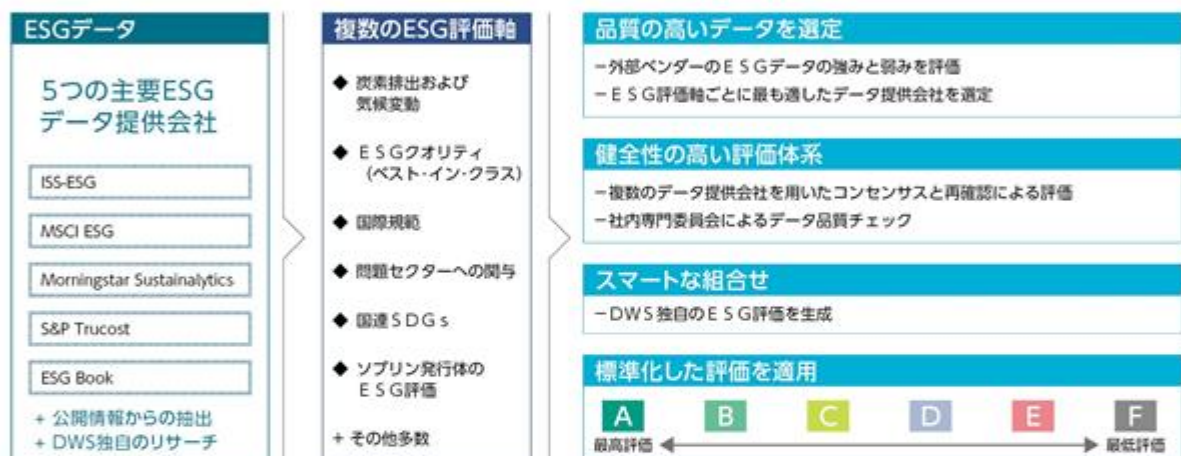 ESGデータ
5つの主要ESG
データ提供会社
ISS-ESG
MSCI ESG
Morningstar Sustainalytics
S&P Trucost
ESG Book
+ 公開情報からの抽出
+ DWS独自のリサーチ
複数のESG評価軸
◆ 炭素排出および
気候変動
◆ ESGクオリティ
(ベスト・イン・クラス)
◆ 国際規範
◆ 問題セクターへの関与
◆ 国連SDGs
◆ ソブリン発行体の
ESG評価
+ その他多数
品質の高いデータを選定
－外部ベンダーのESGデータの強みと弱みを評価
－ESG評価軸ごとに最も適したデータ提供会社を選定
健全性の高い評価体系
－複数のデータ提供会社を用いたコンセンサスと再確認による評価
－社内専門委員会によるデータ品質チェック
スマートな組合せ
－DWS独自のESG評価を生成
標準化した評価を適用
A B C D E F
最高評価 最低評価